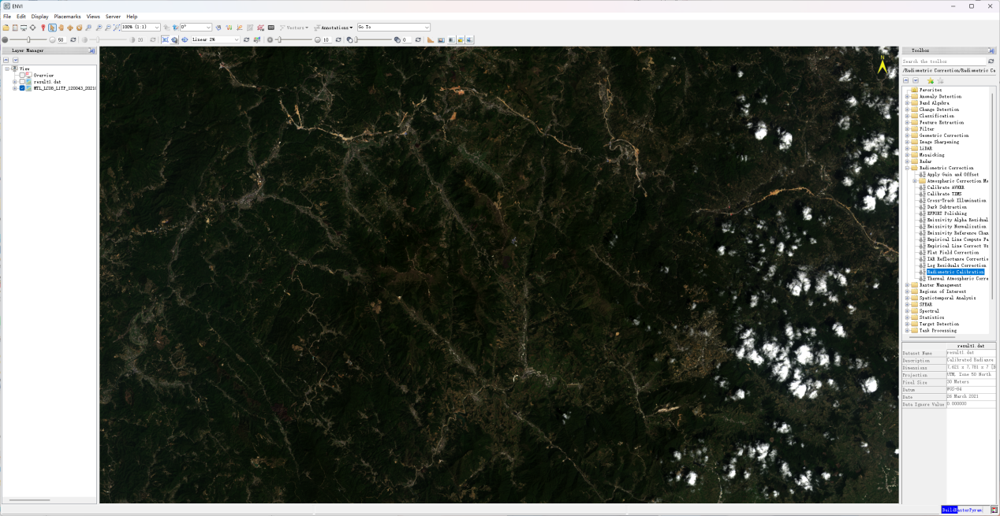 ENVI
File Edit Display Placemarks Views Server Help
100% (1:1) 0° Vectors Annotations Go To
50 20 Linear 2% 10 0
Layer Manager
View
Overview
result1.dat
MTL_LC08_L1TP_120043_2021
N
Toolbox
Search the toolbox
/Radiometric Correction/Radiometric Ca
Favorites
Anomaly Detection
Band Algebra
Change Detection
Classification
Feature Extraction
Filter
Geometric Correction
Image Sharpening
LiDAR
Mosaicking
Radar
Radiometric Correction
Apply Gain and Offset
Atmospheric Correction Mo
Calibrate AVHRR
Calibrate TIMS
Cross-Track Illumination
Dark Subtraction
EFFORT Polishing
Emissivity Alpha Residual
Emissivity Normalization
Emissivity Reference Chan
Empirical Line Compute Fa
Empirical Line Correct Us
Flat Field Correction
IAR Reflectance Correctio
Log Residuals Correction
Radiometric Calibration
Thermal Atmospheric Corre
Raster Management
Regions of Interest
Spatiotemporal Analysis
SPEAR
Spectral
Statistics
Target Detection
Task Processing
result1.dat
Dataset Name result1.dat
Description Calibrated Radiance
Dimensions 7,621 x 7,781 x 7 [B
Projection UTM, Zone 50 North
Pixel Size 30 Meters
Datum WGS-84
Date 26 March 2021
Data Ignore Value 0.000000
BuildRasterPyram